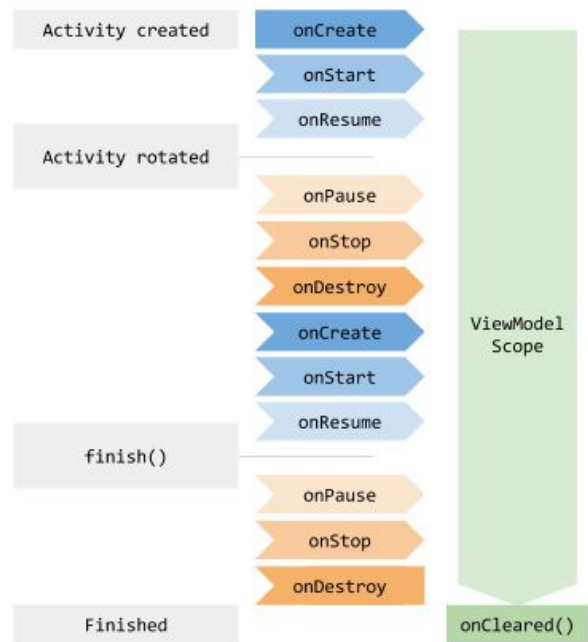 Activity created
onCreate
onStart
onResume
Activity rotated
onPause
onStop
onDestroy
onCreate
onStart
onResume
finish()
onPause
onStop
onDestroy
Finished
ViewModel
Scope
onCleared()